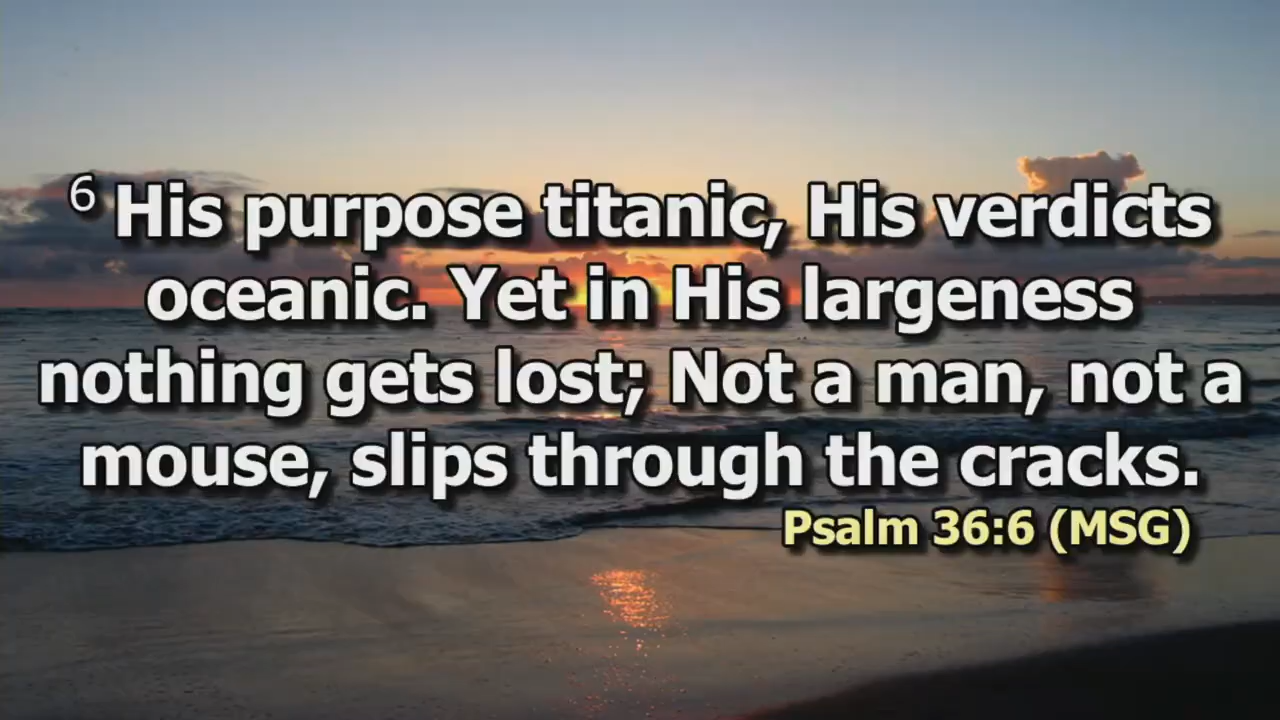 6 His purpose titanic, His verdicts
oceanic. Yet in His largeness
nothing gets lost; Not a man, not a
mouse, slips through the cracks.
Psalm 36:6 (MSG)